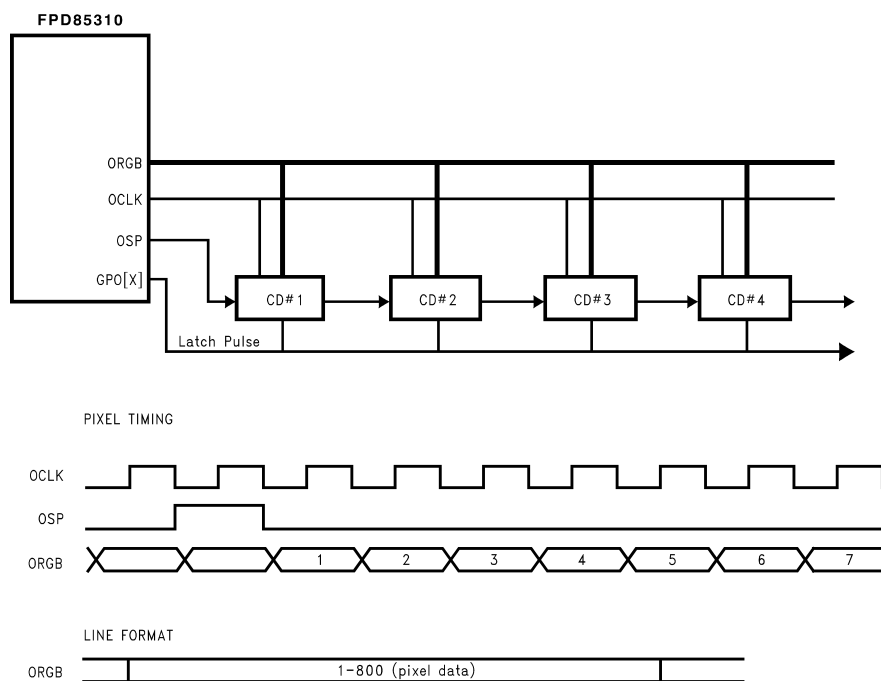 FPD85310
ORGB
OCLK
OSP
GPO[X]
CD#1
CD#2
CD#3
CD#4
Latch Pulse
PIXEL TIMING
OCLK
OSP
ORGB
1 2 3 4 5 6 7
LINE FORMAT
ORGB
1-800 (pixel data)